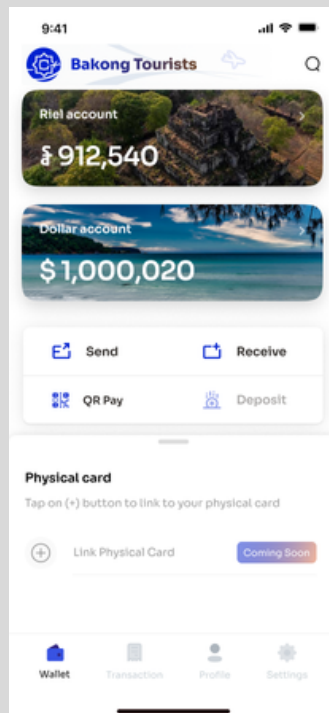 9:41
Bakong Tourists
Riel account
៛ 912,540
Dollar account
$ 1,000,020
Send
Receive
QR Pay
Deposit
Physical card
Tap on (+) button to link to your physical card
Link Physical Card
Coming Soon
Wallet
Transaction
Profile
Settings